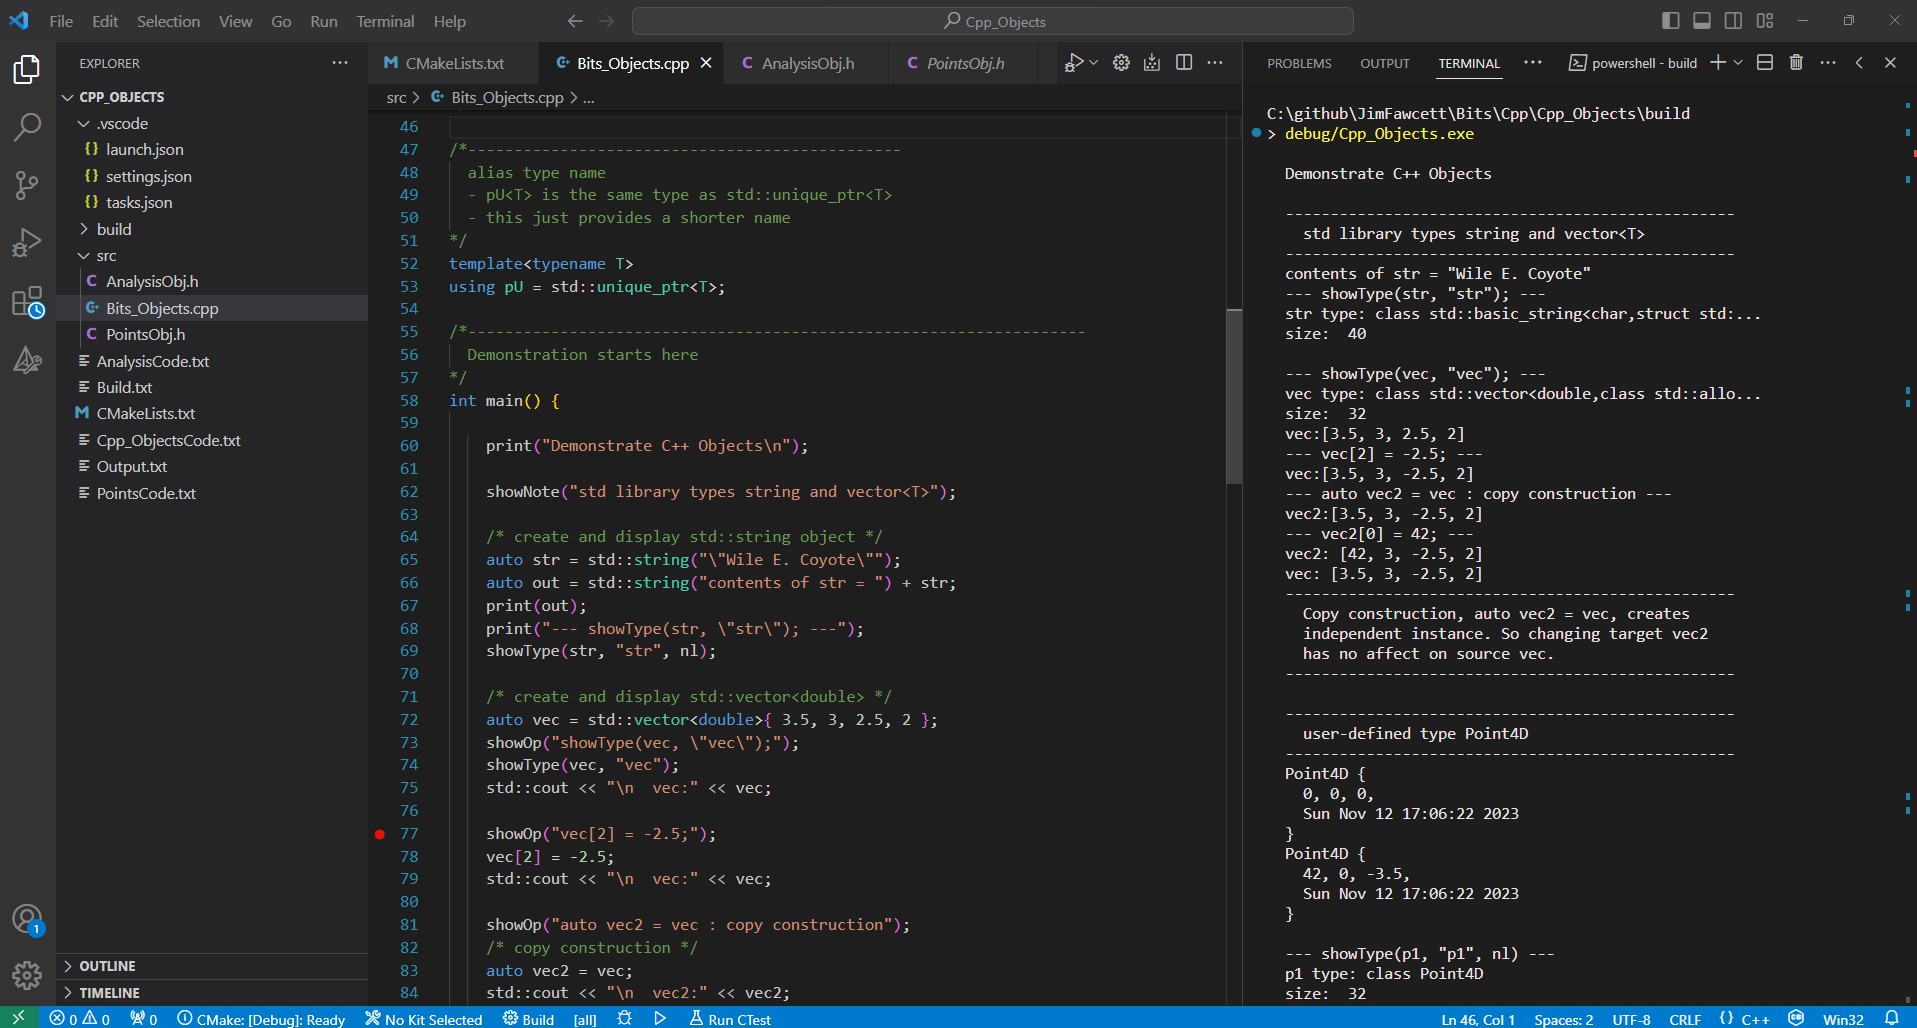 File Edit Selection View Go Run Terminal Help
Cpp_Objects
EXPLORER
CPP_OBJECTS
.vscode
{} launch.json
{} settings.json
{} tasks.json
build
src
C AnalysisObj.h
Bits_Objects.cpp
C PointsObj.h
AnalysisCode.txt
Build.txt
M CMakeLists.txt
Cpp_ObjectsCode.txt
Output.txt
PointsCode.txt
OUTLINE
TIMELINE
1
M CMakeLists.txt Bits_Objects.cpp C AnalysisObj.h C PointsObj.h
src > Bits_Objects.cpp > ...
46
47 /*-----------------------------------------------
48 alias type name
49 - pU<T> is the same type as std::unique_ptr<T>
50 - this just provides a shorter name
51 */
52 template<typename T>
53 using pU = std::unique_ptr<T>;
54
55 /*-------------------------------------------------------------------
56 Demonstration starts here
57 */
58 int main() {
59
60 print("Demonstrate C++ Objects\n");
61
62 showNote("std library types string and vector<T>");
63
64 /* create and display std::string object */
65 auto str = std::string("\"Wile E. Coyote\"");
66 auto out = std::string("contents of str = ") + str;
67 print(out);
68 print("--- showType(str, \"str\"); ---");
69 showType(str, "str", nl);
70
71 /* create and display std::vector<double> */
72 auto vec = std::vector<double>{ 3.5, 3, 2.5, 2 };
73 showOp("showType(vec, \"vec\");");
74 showType(vec, "vec");
75 std::cout << "\n  vec:" << vec;
76
77 showOp("vec[2] = -2.5;");
78 vec[2] = -2.5;
79 std::cout << "\n  vec:" << vec;
80
81 showOp("auto vec2 = vec : copy construction");
82 /* copy construction */
83 auto vec2 = vec;
84 std::cout << "\n  vec2:" << vec2;
PROBLEMS OUTPUT TERMINAL ... powershell - build
C:\github\JimFawcett\Bits\Cpp\Cpp_Objects\build
> debug/Cpp_Objects.exe
Demonstrate C++ Objects
--------------------------------------------------
std library types string and vector<T>
--------------------------------------------------
contents of str = "Wile E. Coyote"
--- showType(str, "str"); ---
str type: class std::basic_string<char,struct std:...
size:  40
--- showType(vec, "vec"); ---
vec type: class std::vector<double,class std::allo...
size:  32
vec:[3.5, 3, 2.5, 2]
--- vec[2] = -2.5; ---
vec:[3.5, 3, -2.5, 2]
--- auto vec2 = vec : copy construction ---
vec2:[3.5, 3, -2.5, 2]
--- vec2[0] = 42; ---
vec2: [42, 3, -2.5, 2]
vec: [3.5, 3, -2.5, 2]
--------------------------------------------------
Copy construction, auto vec2 = vec, creates
independent instance. So changing target vec2
has no affect on source vec.
--------------------------------------------------
--------------------------------------------------
user-defined type Point4D
--------------------------------------------------
Point4D {
0, 0, 0,
Sun Nov 12 17:06:22 2023
}
Point4D {
42, 0, -3.5,
Sun Nov 12 17:06:22 2023
}
--- showType(p1, "p1", nl) ---
p1 type: class Point4D
size:  32
0 0 0 CMake: [Debug]: Ready No Kit Selected Build [all] Run CTest Ln 46, Col 1 Spaces: 2 UTF-8 CRLF {} C++ Win32